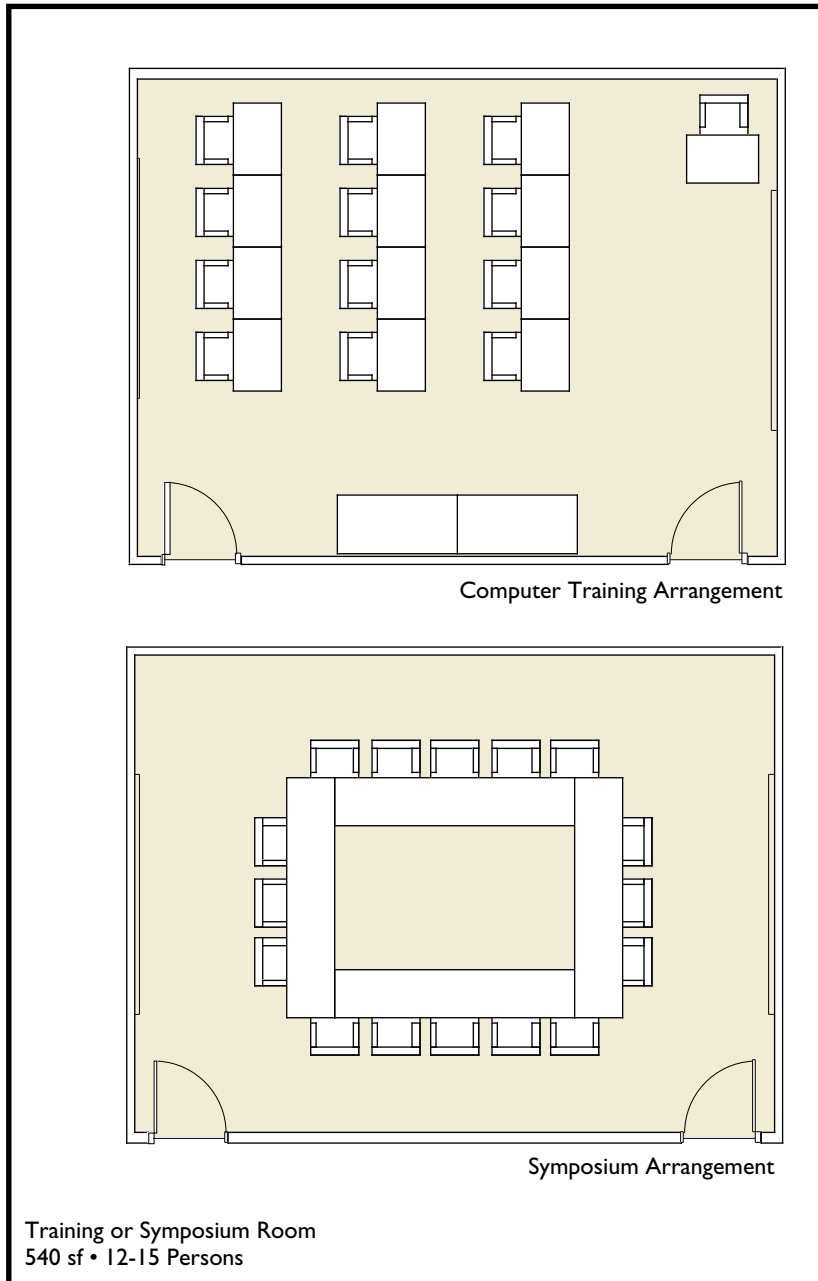 Computer Training Arrangement
Symposium Arrangement
Training or Symposium Room
540 sf • 12-15 Persons